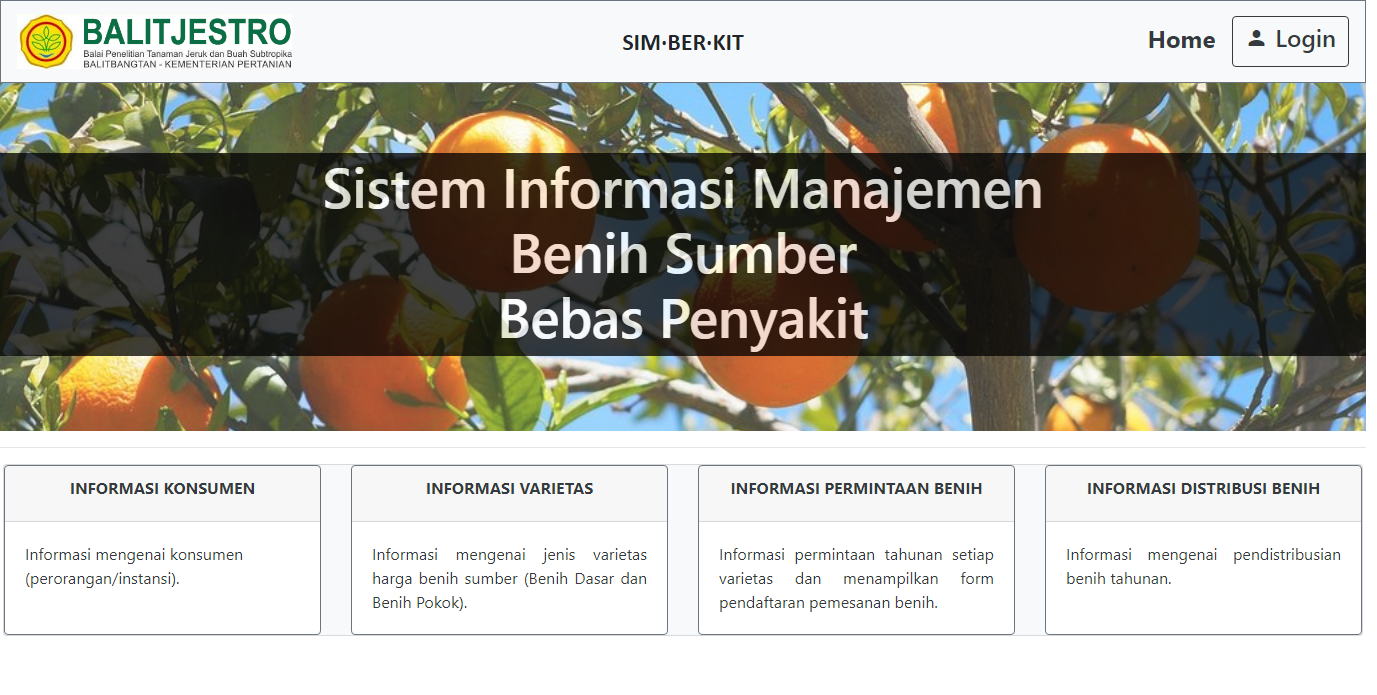 BALITJESTRO
Balai Penelitian Tanaman Jeruk dan Buah Subtropika
BALITBANGTAN - KEMENTERIAN PERTANIAN
SIM·BER·KIT
Home
Login
Sistem Informasi Manajemen
Benih Sumber
Bebas Penyakit
INFORMASI KONSUMEN
Informasi mengenai konsumen
(perorangan/instansi).
INFORMASI VARIETAS
Informasi mengenai jenis varietas
harga benih sumber (Benih Dasar dan
Benih Pokok).
INFORMASI PERMINTAAN BENIH
Informasi permintaan tahunan setiap
varietas dan menampilkan form
pendaftaran pemesanan benih.
INFORMASI DISTRIBUSI BENIH
Informasi mengenai pendistribusian
benih tahunan.